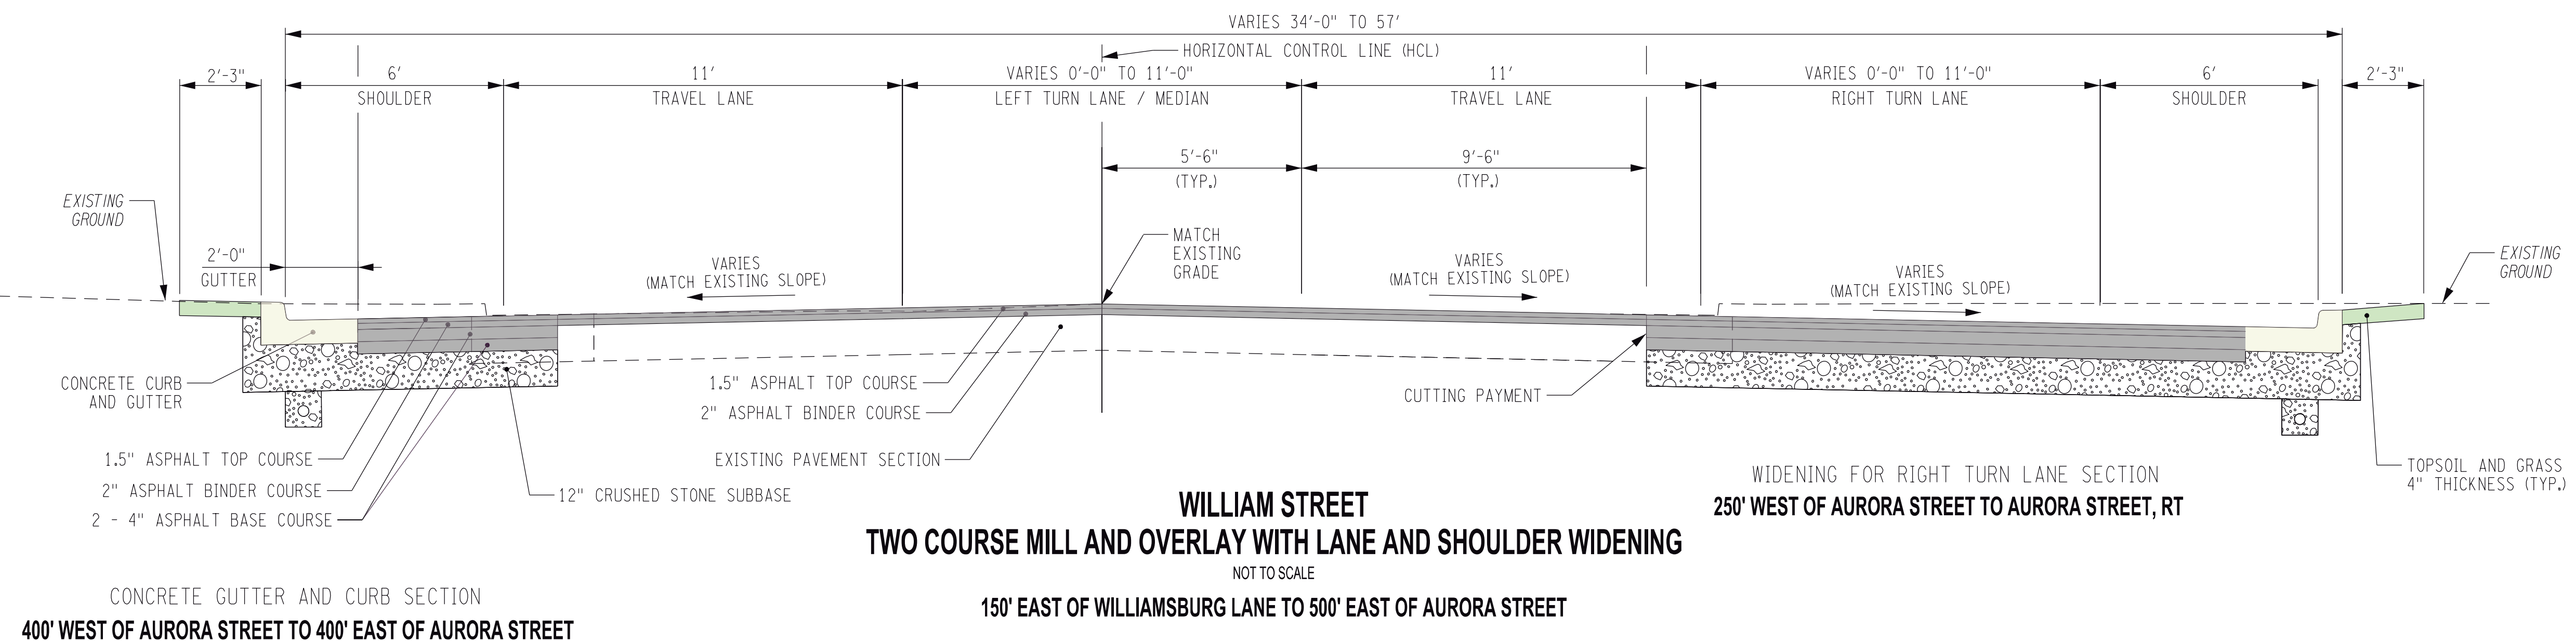 VARIES 34'-0" TO 57'
HORIZONTAL CONTROL LINE (HCL)
2'-3"
6'
SHOULDER
11'
TRAVEL LANE
VARIES 0'-0" TO 11'-0"
LEFT TURN LANE / MEDIAN
11'
TRAVEL LANE
VARIES 0'-0" TO 11'-0"
RIGHT TURN LANE
6'
SHOULDER
2'-3"
5'-6"
(TYP.)
9'-6"
(TYP.)
EXISTING
GROUND
2'-0"
GUTTER
VARIES
(MATCH EXISTING SLOPE)
MATCH
EXISTING
GRADE
VARIES
(MATCH EXISTING SLOPE)
VARIES
(MATCH EXISTING SLOPE)
EXISTING
GROUND
CONCRETE CURB
AND GUTTER
1.5" ASPHALT TOP COURSE
2" ASPHALT BINDER COURSE
2 - 4" ASPHALT BASE COURSE
12" CRUSHED STONE SUBBASE
1.5" ASPHALT TOP COURSE
2" ASPHALT BINDER COURSE
EXISTING PAVEMENT SECTION
CUTTING PAYMENT
TOPSOIL AND GRASS
4" THICKNESS (TYP.)
WIDENING FOR RIGHT TURN LANE SECTION
250' WEST OF AURORA STREET TO AURORA STREET, RT
WILLIAM STREET
TWO COURSE MILL AND OVERLAY WITH LANE AND SHOULDER WIDENING
NOT TO SCALE
150' EAST OF WILLIAMSBURG LANE TO 500' EAST OF AURORA STREET
CONCRETE GUTTER AND CURB SECTION
400' WEST OF AURORA STREET TO 400' EAST OF AURORA STREET